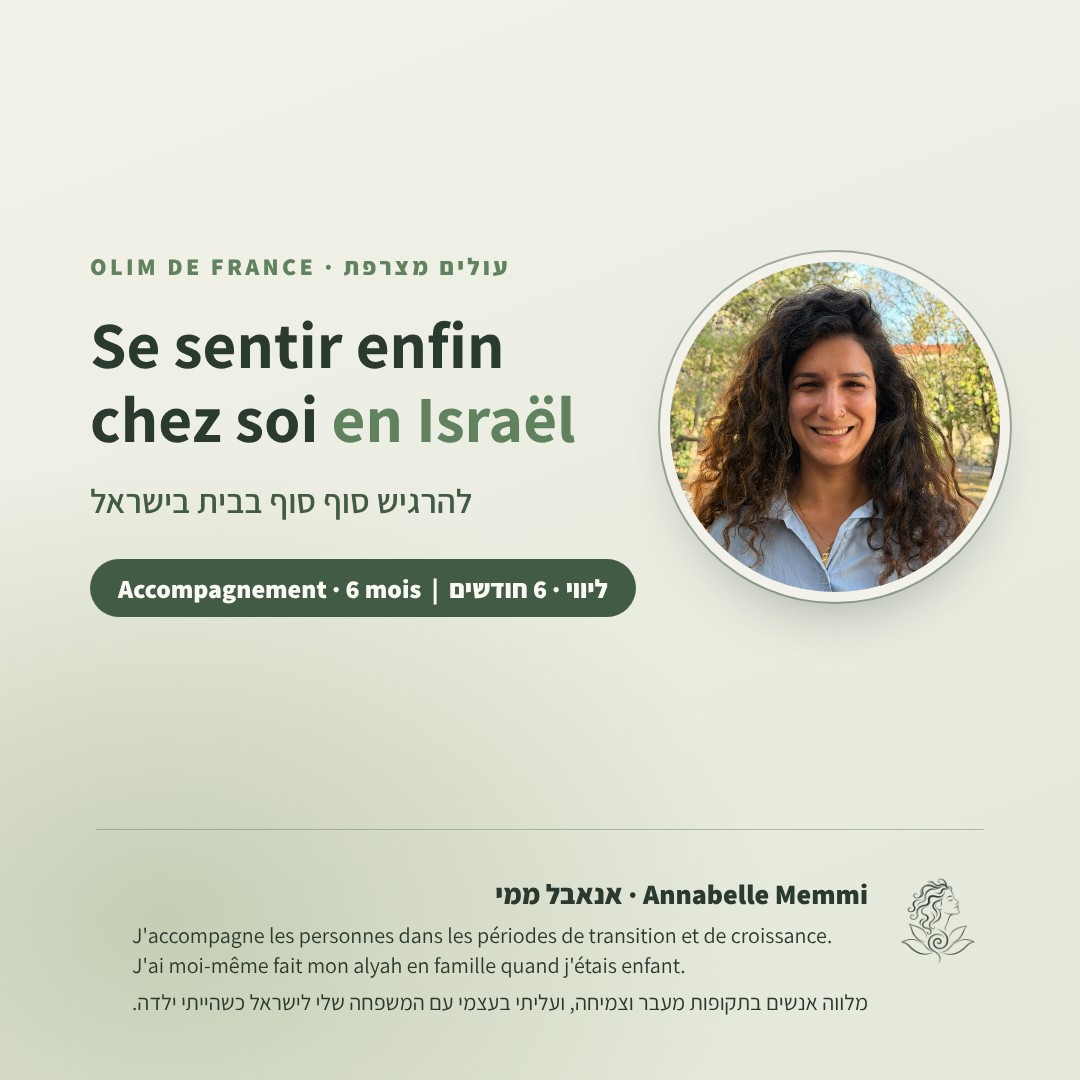 OLIM DE FRANCE · עולים מצרפת
Se sentir enfin
chez soi en Israël
להרגיש סוף סוף בבית בישראל
Accompagnement · 6 mois | ליווי · 6 חודשים
Annabelle Memmi · אנאבל ממי
J'accompagne les personnes dans les périodes de transition et de croissance.
J'ai moi-même fait mon alyah en famille quand j'étais enfant.
מלווה אנשים בתקופות מעבר וצמיחה, ועליתי בעצמי עם המשפחה שלי לישראל כשהייתי ילדה.